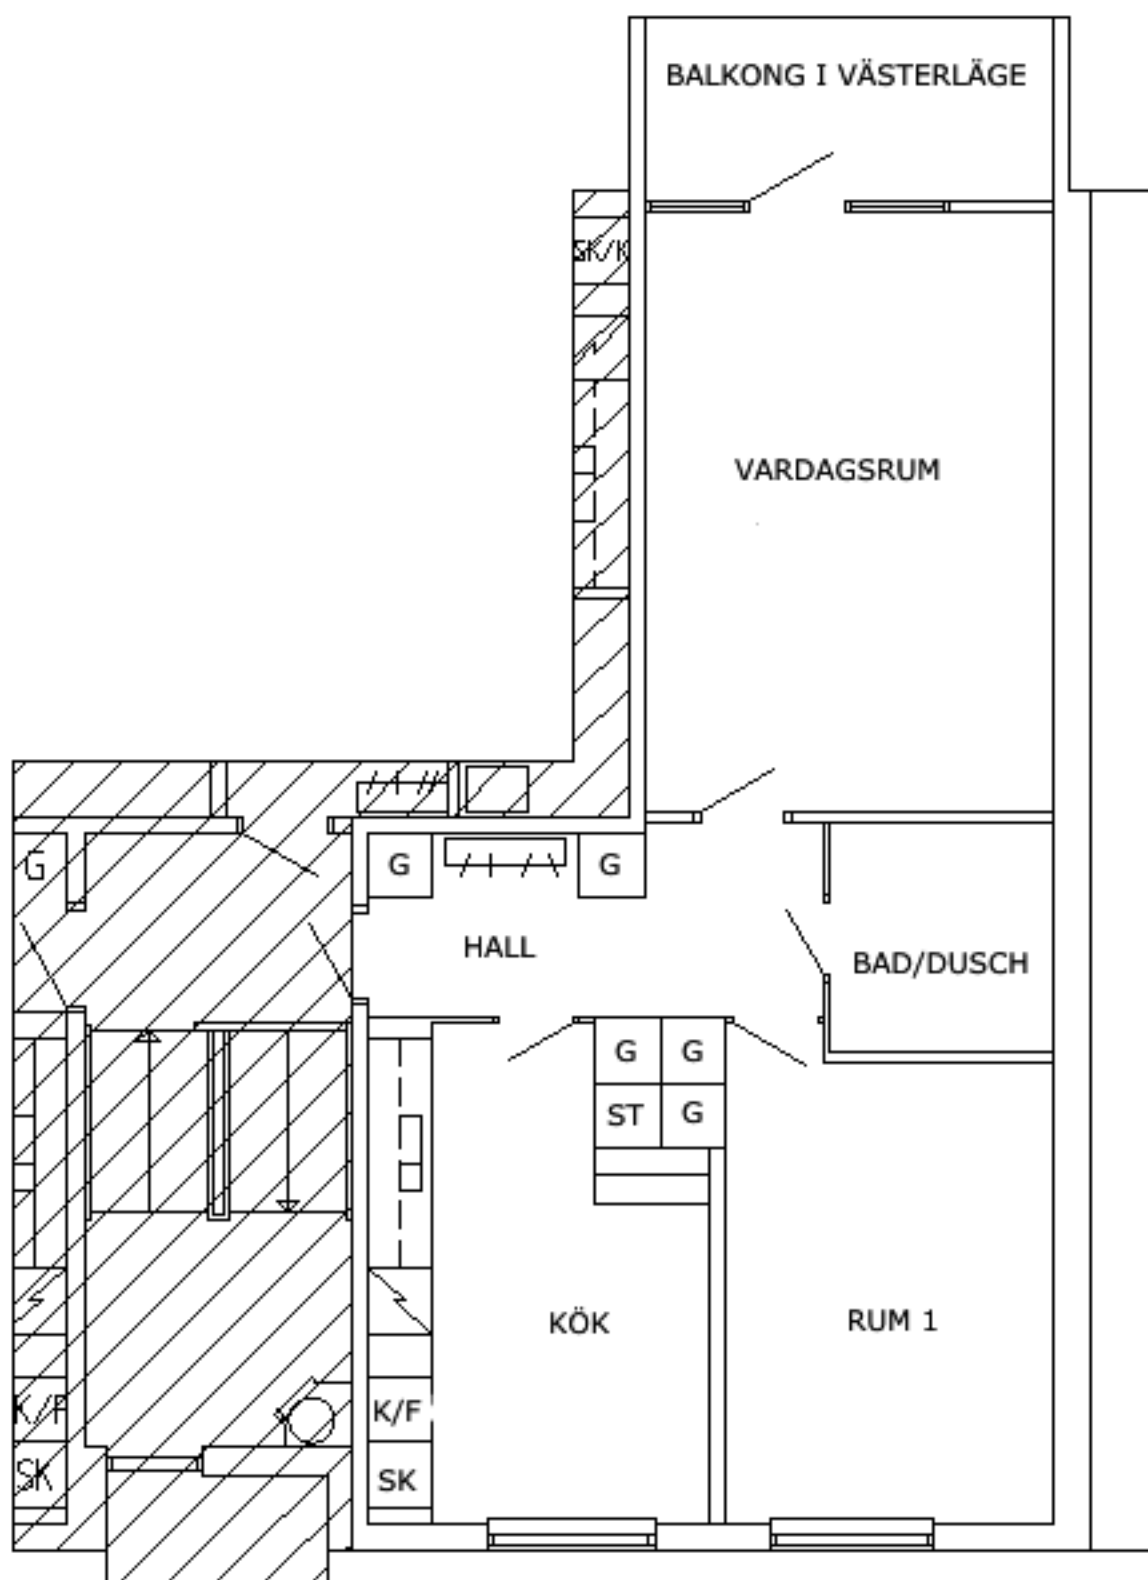 BALKONG I VÄSTERLÄGE
SK/K
VARDAGSRUM
G
G
G
HALL
BAD/DUSCH
G
G
ST
G
KÖK
RUM 1
K/F
K/F
SK
SK